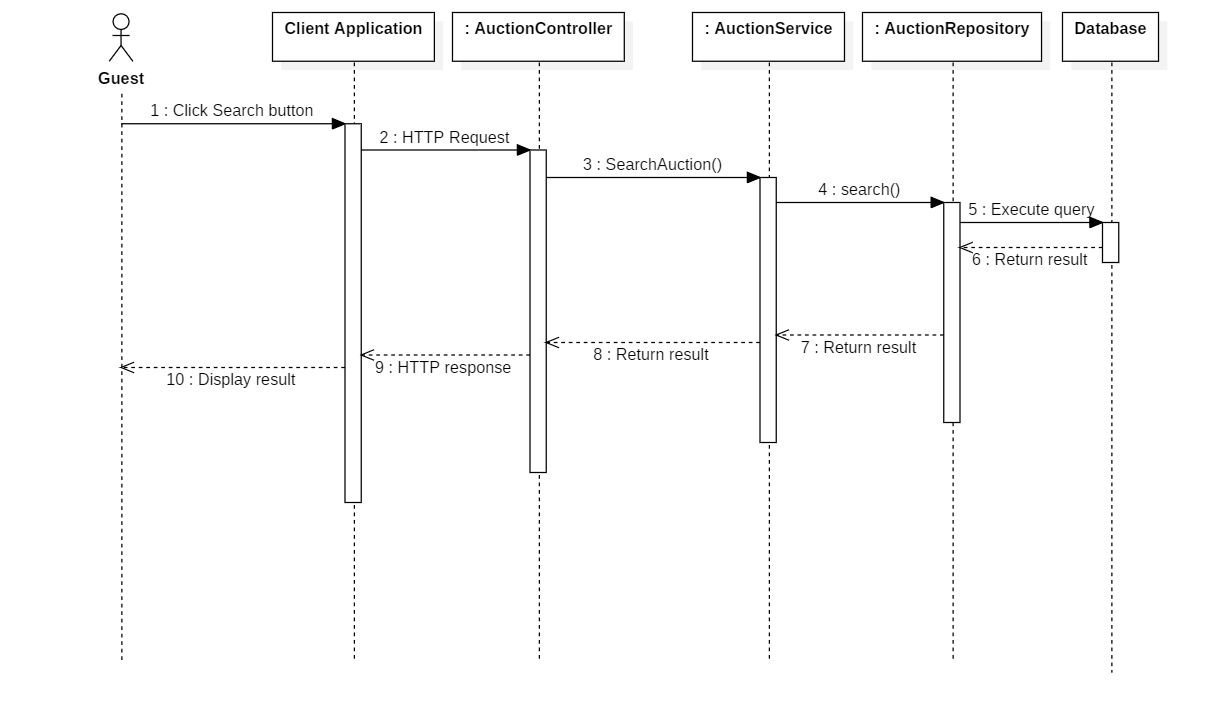 Client Application
: AuctionController
: AuctionService
: AuctionRepository
Database
Guest
1 : Click Search button
2 : HTTP Request
3 : SearchAuction()
4 : search()
5 : Execute query
6 : Return result
7 : Return result
8 : Return result
9 : HTTP response
10 : Display result